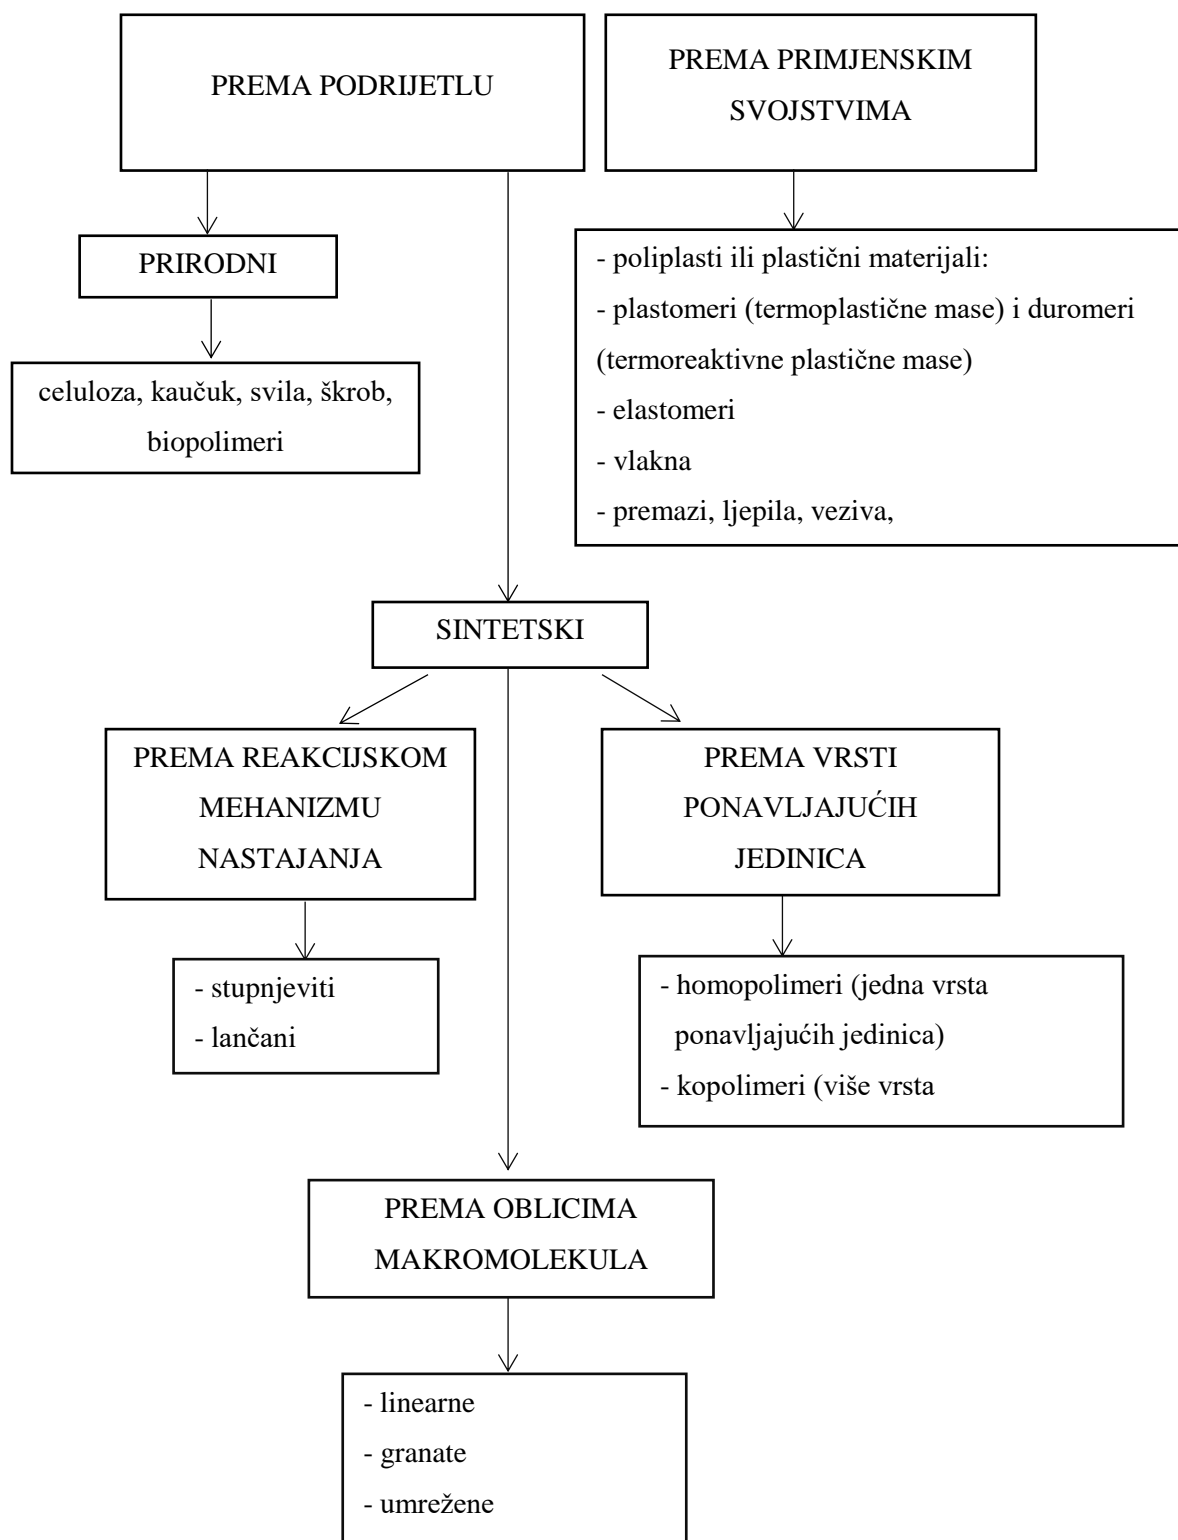 PREMA PODRIJETLU
PREMA PRIMJENSKIM
SVOJSTVIMA
PRIRODNI
celuloza, kaučuk, svila, škrob,
biopolimeri
- poliplasti ili plastični materijali:
- plastomeri (termoplastične mase) i duromeri
(termoreaktivne plastične mase)
- elastomeri
- vlakna
- premazi, ljepila, veziva,
SINTETSKI
PREMA REAKCIJSKOM
MEHANIZMU
NASTAJANJA
PREMA VRSTI
PONAVLJAJUĆIH
JEDINICA
- stupnjeviti
- lančani
- homopolimeri (jedna vrsta
ponavljajućih jedinica)
- kopolimeri (više vrsta
PREMA OBLICIMA
MAKROMOLEKULA
- linearne
- granate
- umrežene